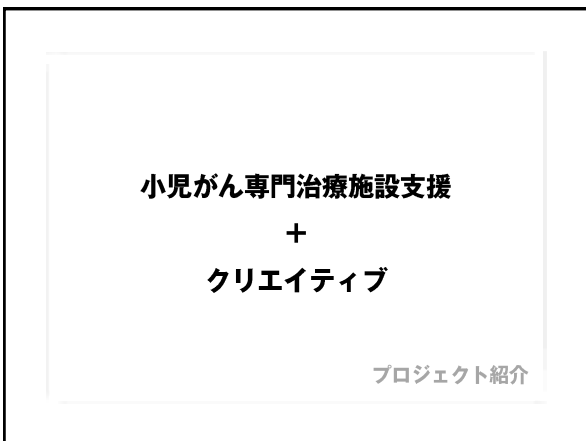 小児がん専門治療施設支援
＋
クリエイティブ
プロジェクト紹介